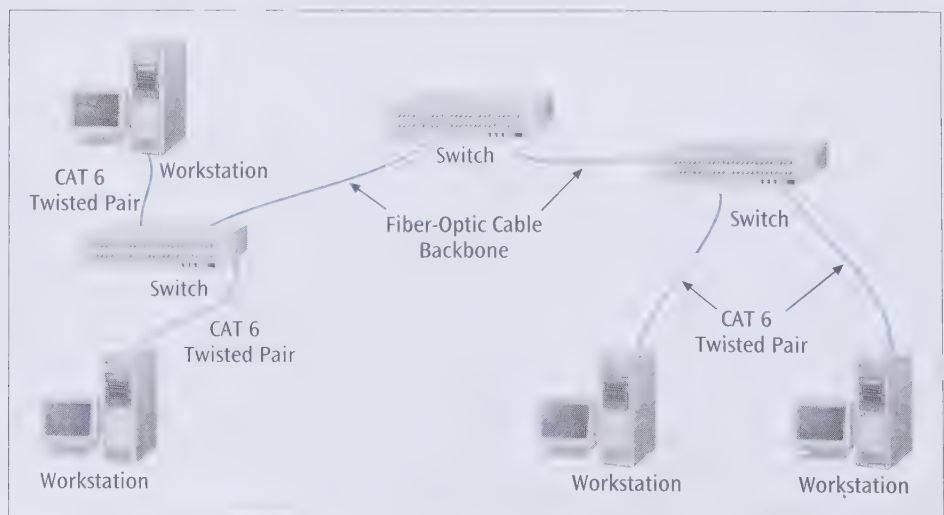 CAT 6
Twisted Pair
Workstation
Switch
Switch
Fiber-Optic Cable
Backbone
Switch
CAT 6
Twisted Pair
CAT 6
Twisted Pair
Workstation
Workstation
Workstation